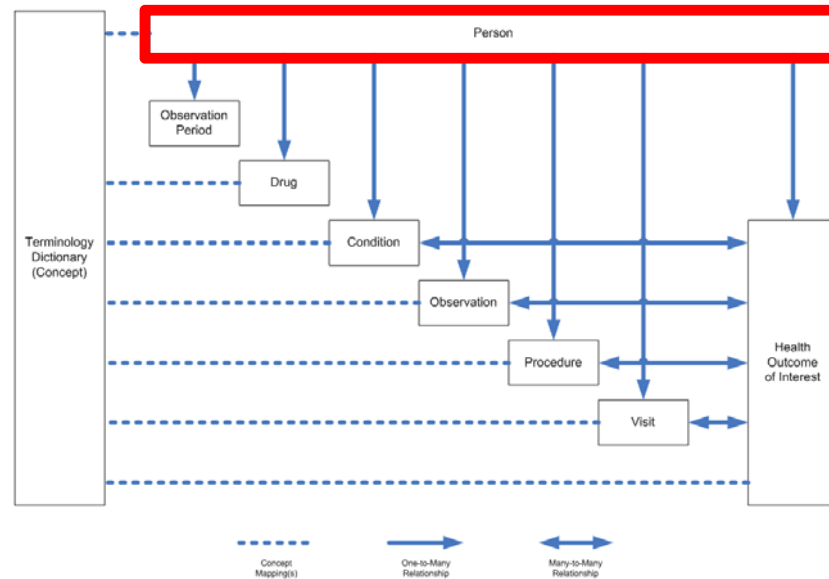 Person
Observation
Period
Drug
Terminology
Dictionary
(Concept)
Condition
Observation
Procedure
Health
Outcome
of Interest
Visit
Concept
Mapping(s)
One-to-Many
Relationship
Many-to-Many
Relationship